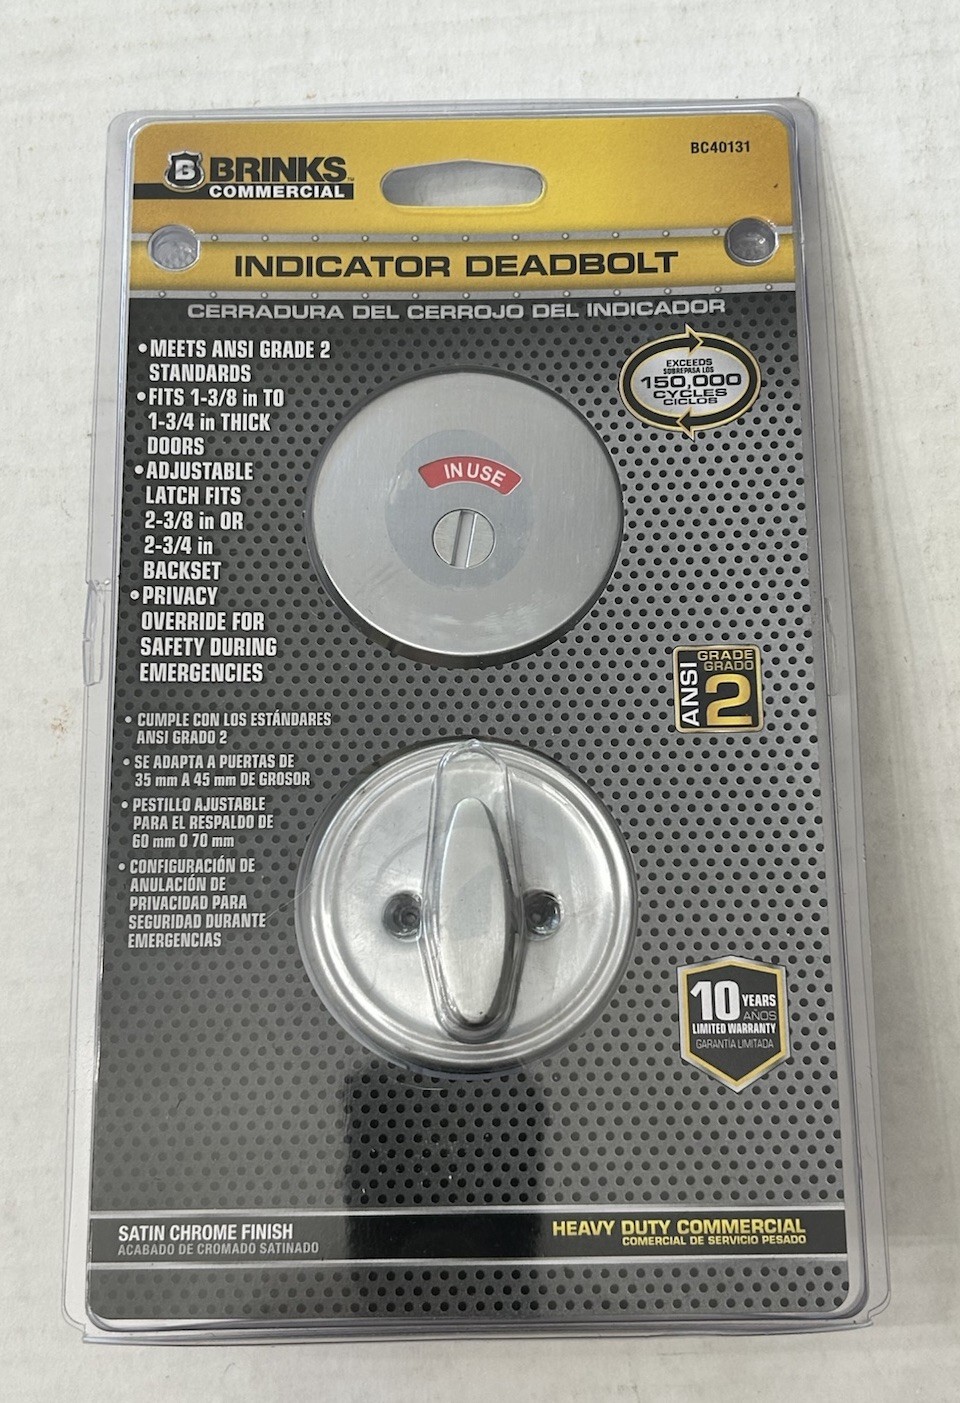 BC40131
B BRINKS™
COMMERCIAL
INDICATOR DEADBOLT
CERRADURA DEL CERROJO DEL INDICADOR
•MEETS ANSI GRADE 2
STANDARDS
•FITS 1-3/8 in TO
1-3/4 in THICK
DOORS
•ADJUSTABLE
LATCH FITS
2-3/8 in OR
2-3/4 in
BACKSET
•PRIVACY
OVERRIDE FOR
SAFETY DURING
EMERGENCIES
• CUMPLE CON LOS ESTÁNDARES
ANSI GRADO 2
• SE ADAPTA A PUERTAS DE
35 mm A 45 mm DE GROSOR
• PESTILLO AJUSTABLE
PARA EL RESPALDO DE
60 mm O 70 mm
• CONFIGURACIÓN DE
ANULACIÓN DE
PRIVACIDAD PARA
SEGURIDAD DURANTE
EMERGENCIAS
EXCEEDS
SOBREPASA LOS
150,000
CYCLES
CICLOS
IN USE
ANSI
GRADE
GRADO
2
10 YEARS
AÑOS
LIMITED WARRANTY
GARANTÍA LIMITADA
SATIN CHROME FINISH
ACABADO DE CROMADO SATINADO
HEAVY DUTY COMMERCIAL
COMERCIAL DE SERVICIO PESADO